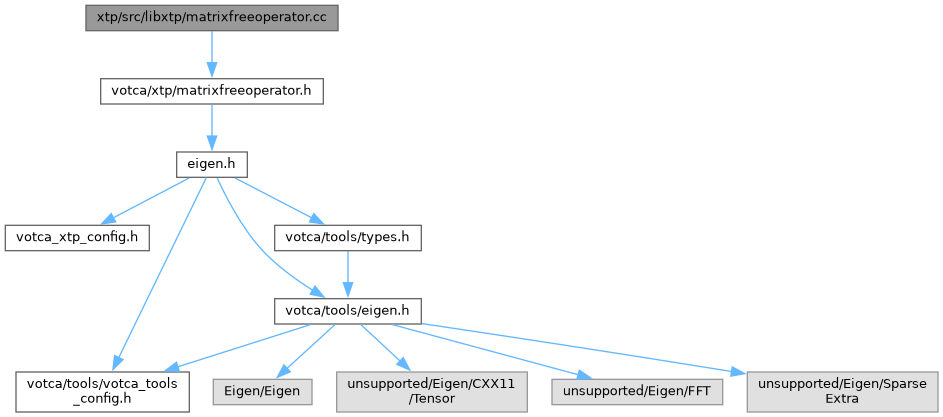 xtp/src/libxtp/matrixfreeoperator.cc
votca/xtp/matrixfreeoperator.h
eigen.h
votca_xtp_config.h
votca/tools/types.h
votca/tools/eigen.h
votca/tools/votca_tools
_config.h
Eigen/Eigen
unsupported/Eigen/CXX11
/Tensor
unsupported/Eigen/FFT
unsupported/Eigen/Sparse
Extra